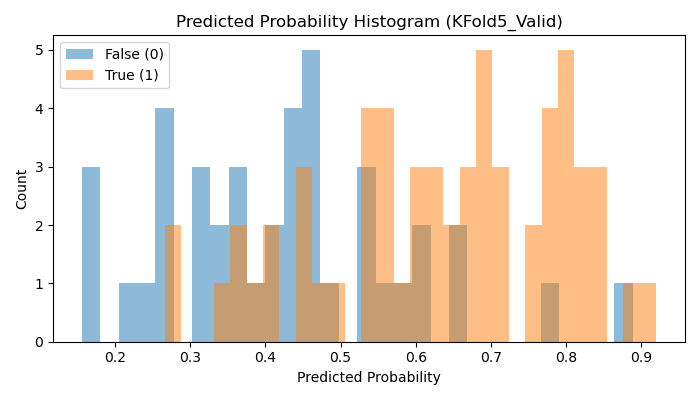 Predicted Probability Histogram (KFold5_Valid)
False (0)
True (1)
5
4
3
2
1
0
Count
0.2 0.3 0.4 0.5 0.6 0.7 0.8 0.9
Predicted Probability